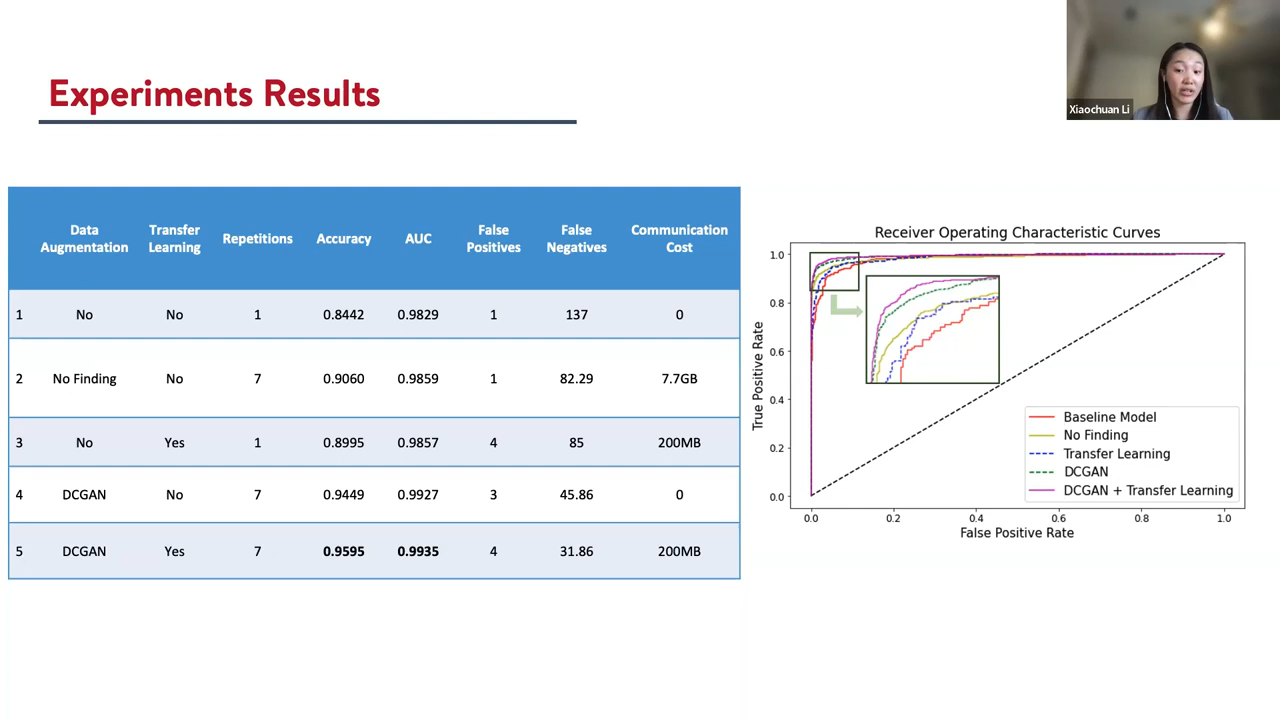 Experiments Results
Xiaochuan Li
Data Augmentation Transfer Learning Repetitions Accuracy AUC False Positives False Negatives Communication Cost
1 No No 1 0.8442 0.9829 1 137 0
2 No Finding No 7 0.9060 0.9859 1 82.29 7.7GB
3 No Yes 1 0.8995 0.9857 4 85 200MB
4 DCGAN No 7 0.9449 0.9927 3 45.86 0
5 DCGAN Yes 7 0.9595 0.9935 4 31.86 200MB
Receiver Operating Characteristic Curves
True Positive Rate
1.0
0.8
0.6
0.4
0.2
0.0
Baseline Model
No Finding
Transfer Learning
DCGAN
DCGAN + Transfer Learning
0.0 0.2 0.4 0.6 0.8 1.0
False Positive Rate